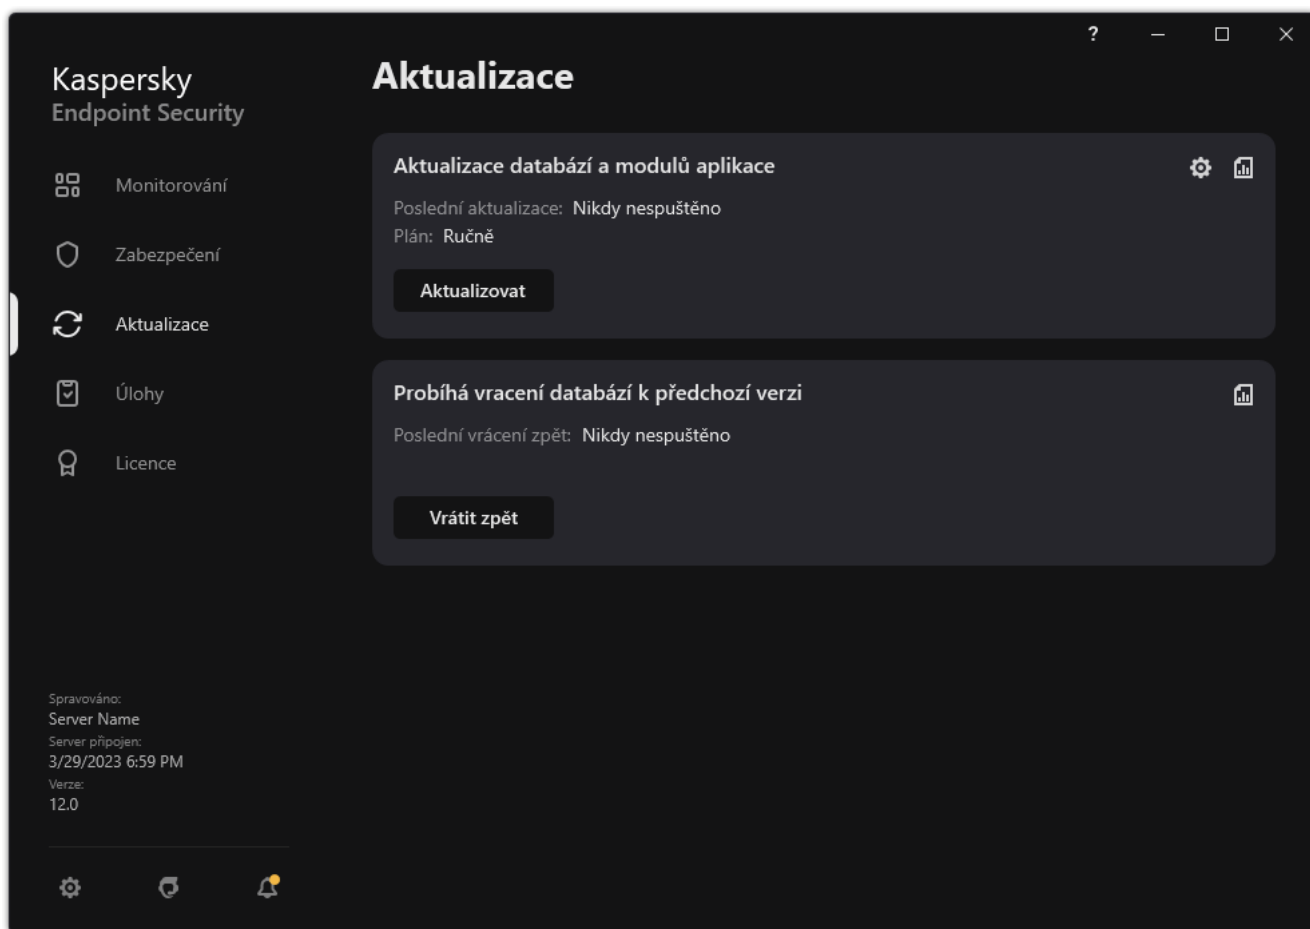 ?
Kaspersky
Endpoint Security
Monitorování
Zabezpečení
Aktualizace
Úlohy
Licence
Spravováno:
Server Name
Server připojen:
3/29/2023 6:59 PM
Verze:
12.0
Aktualizace
Aktualizace databází a modulů aplikace
Poslední aktualizace: Nikdy nespuštěno
Plán: Ručně
Aktualizovat
Probíhá vracení databází k předchozí verzi
Poslední vrácení zpět: Nikdy nespuštěno
Vrátit zpět